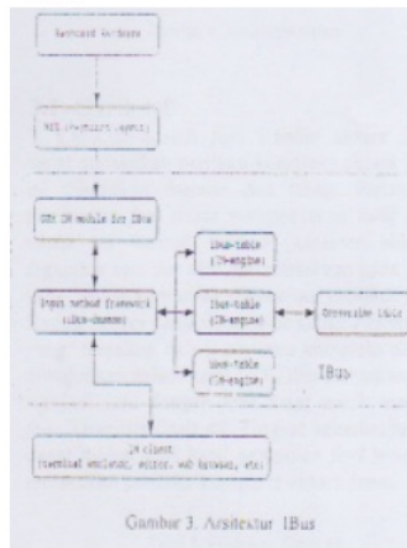 Keyboard Hardware
XKB (Keyboard Layout)
GTK IM module for IBus
Input method framework
(ibus-daemon)
ibus-table
(IM-engine)
ibus-table
(IM-engine)
ibus-table
(IM-engine)
Conversion table
IBus
IM client
(terminal emulator, editor, web browser, etc)
Gambar 3. Arsitektur IBus